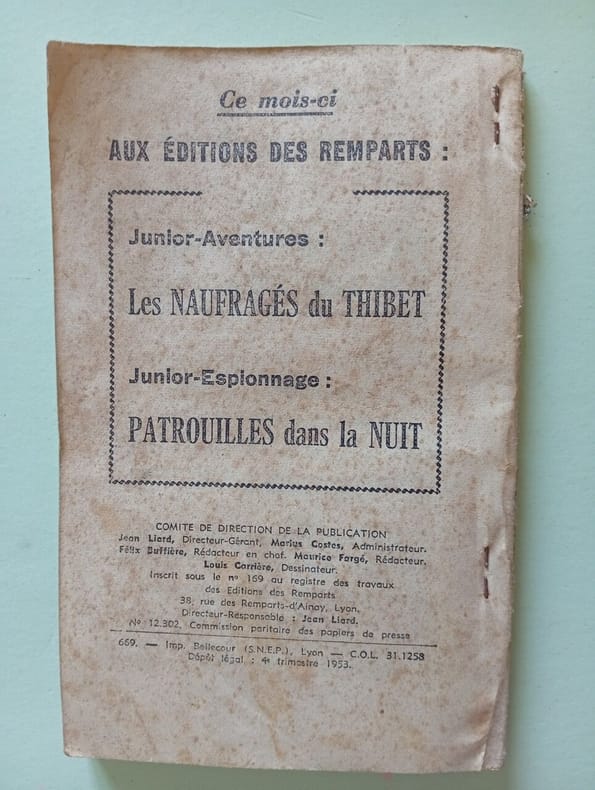 Ce mois-ci
AUX ÉDITIONS DES REMPARTS :
Junior-Aventures :
Les NAUFRAGÉS du THIBET
Junior-Espionnage :
PATROUILLES dans la NUIT
COMITE DE DIRECTION DE LA PUBLICATION
Jean Liard, Directeur-Gérant, Marius Costes, Administrateur.
Félix Buffière, Rédacteur en chef. Maurice Fargé, Rédacteur.
Louis Carrière, Dessinateur.
Inscrit sous le nº 169 au registre des travaux
des Editions des Remparts
38, rue des Remparts-d'Ainay, Lyon.
Directeur-Responsable : Jean Liard.
Nº 12.302, Commission paritaire des papiers de presse
669. — Imp. Bellecour (S.N.E.P.), Lyon — C.O.L. 31.1258
Dépôt légal : 4e trimestre 1953.